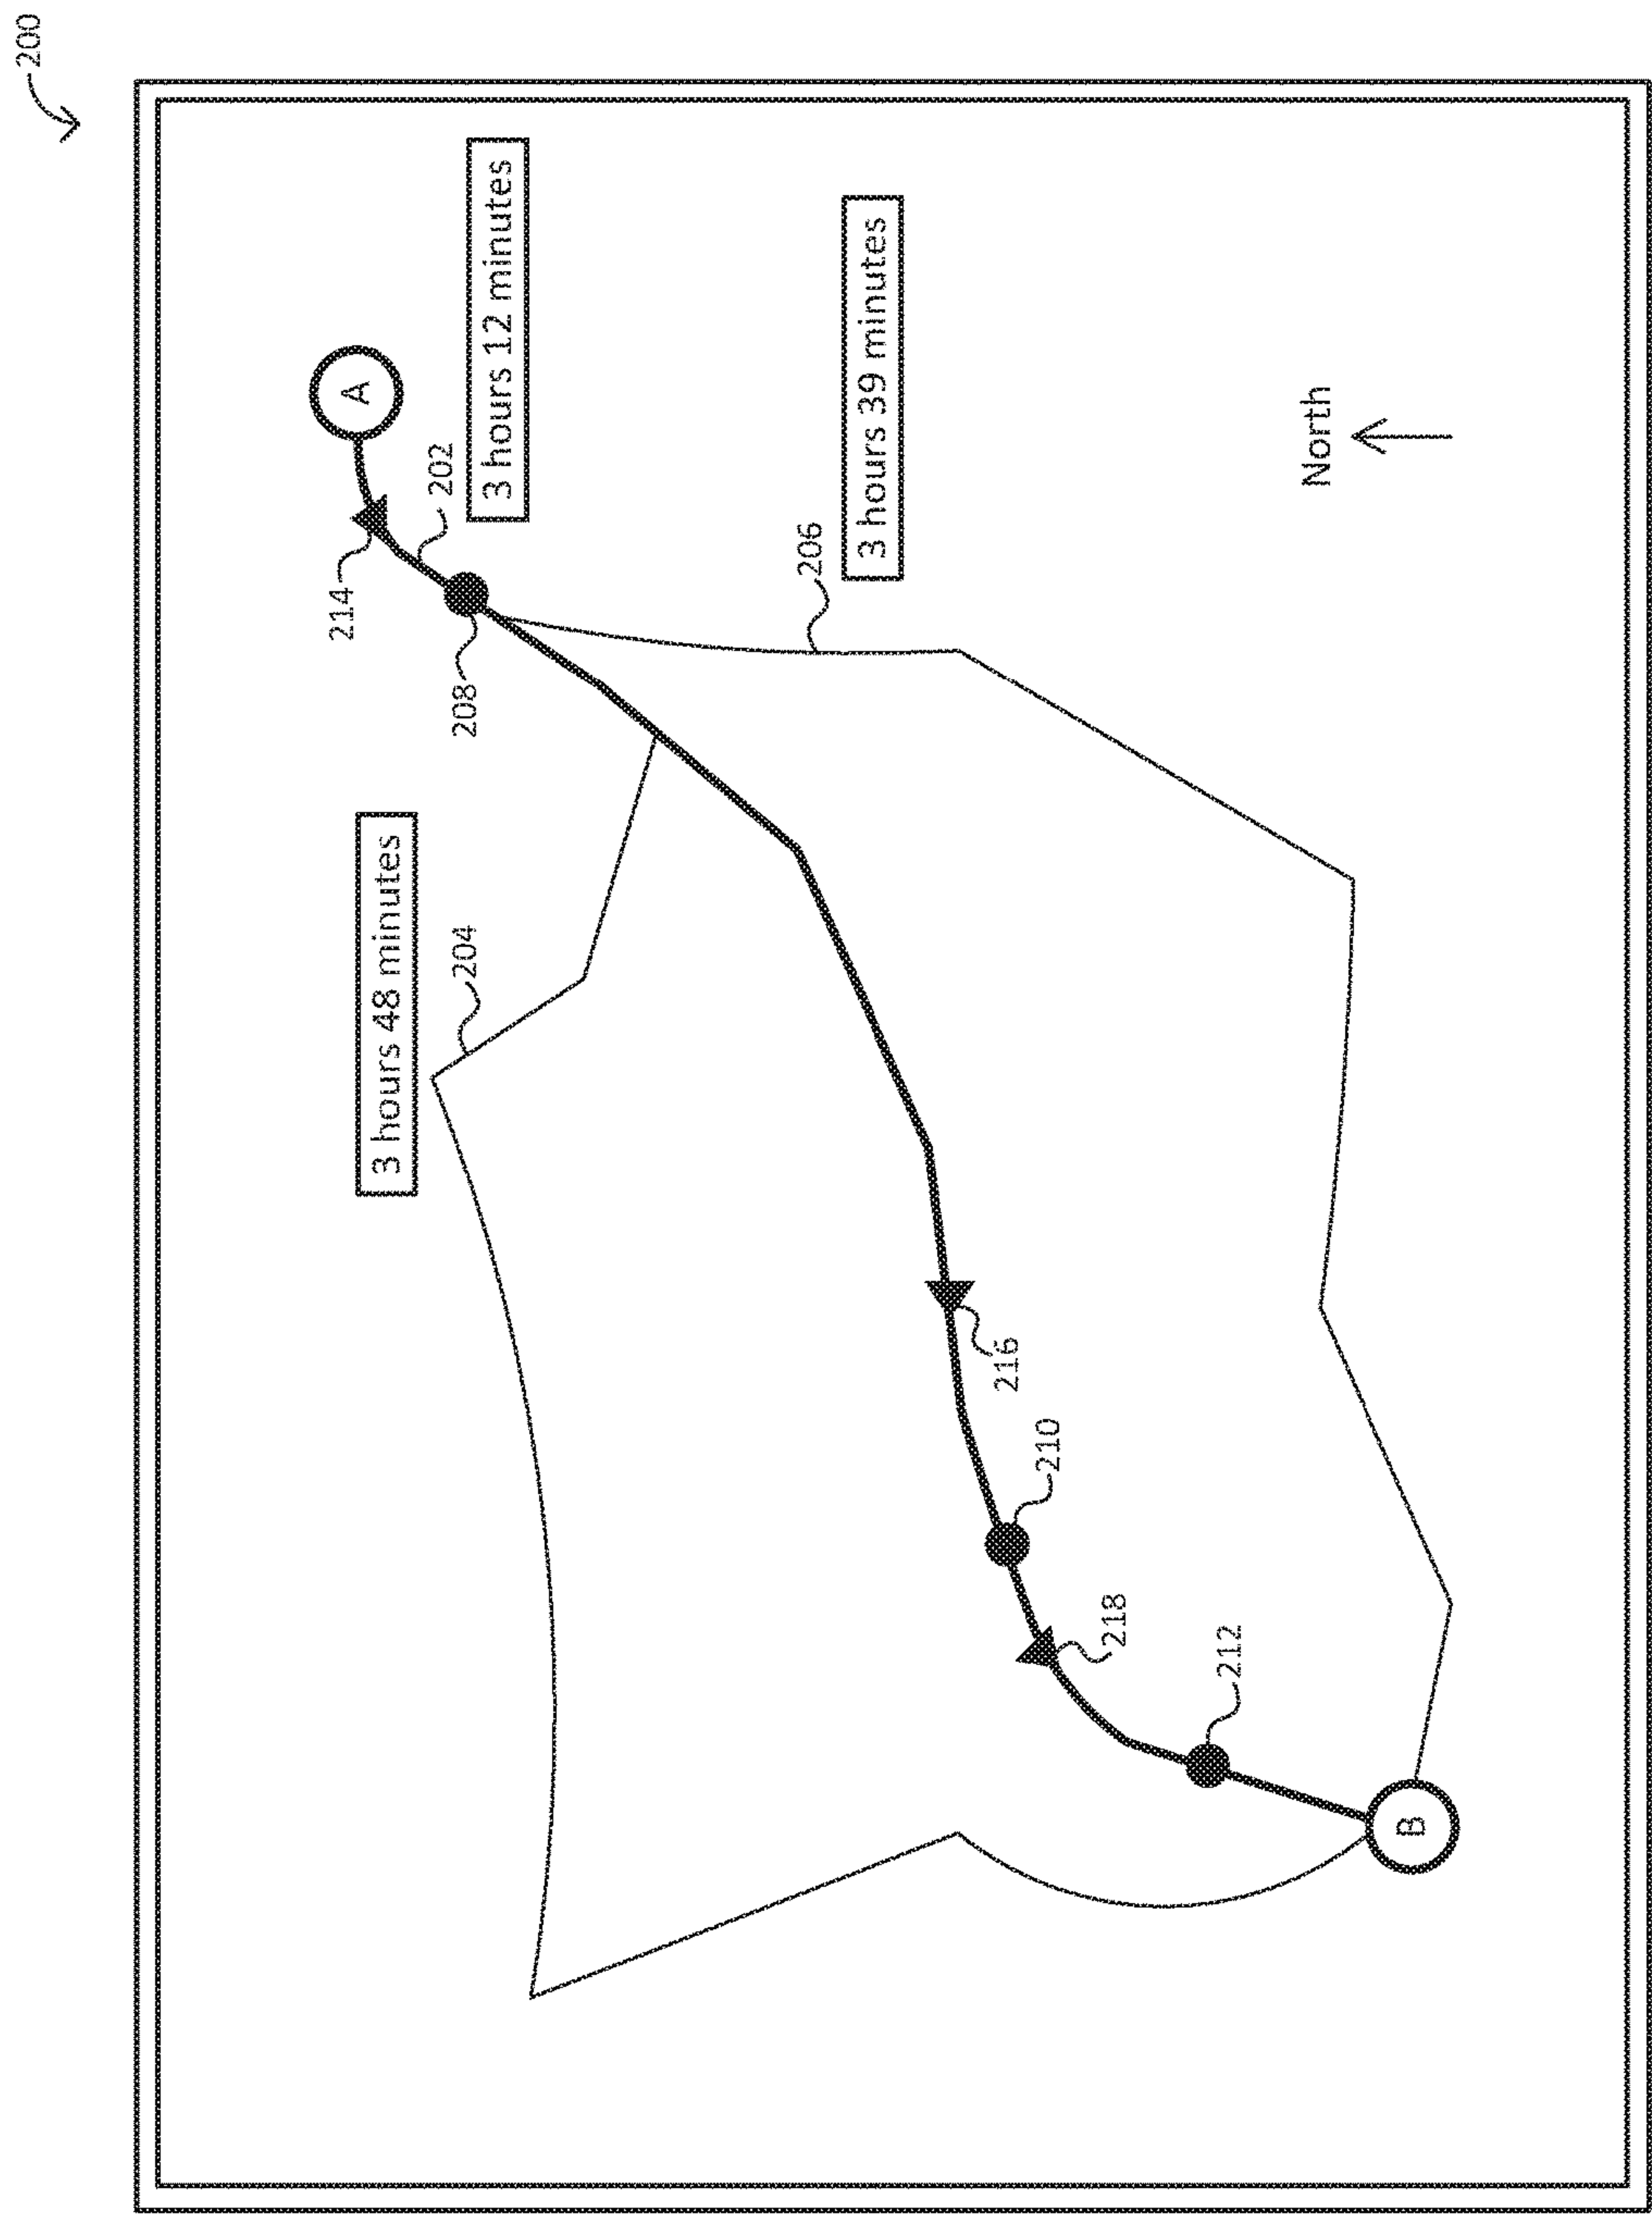 200
214
A
3 hours 48 minutes
202
204
208
3 hours 12 minutes
206
3 hours 39 minutes
216
210
218
212
North
B